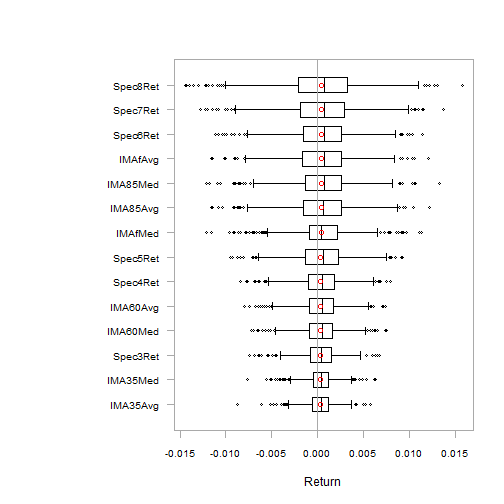 Spec8Ret
Spec7Ret
Spec6Ret
IMAfAvg
IMA85Med
IMA85Avg
IMAfMed
Spec5Ret
Spec4Ret
IMA60Avg
IMA60Med
Spec3Ret
IMA35Med
IMA35Avg
-0.015 -0.010 -0.005 0.000 0.005 0.010 0.015
Return